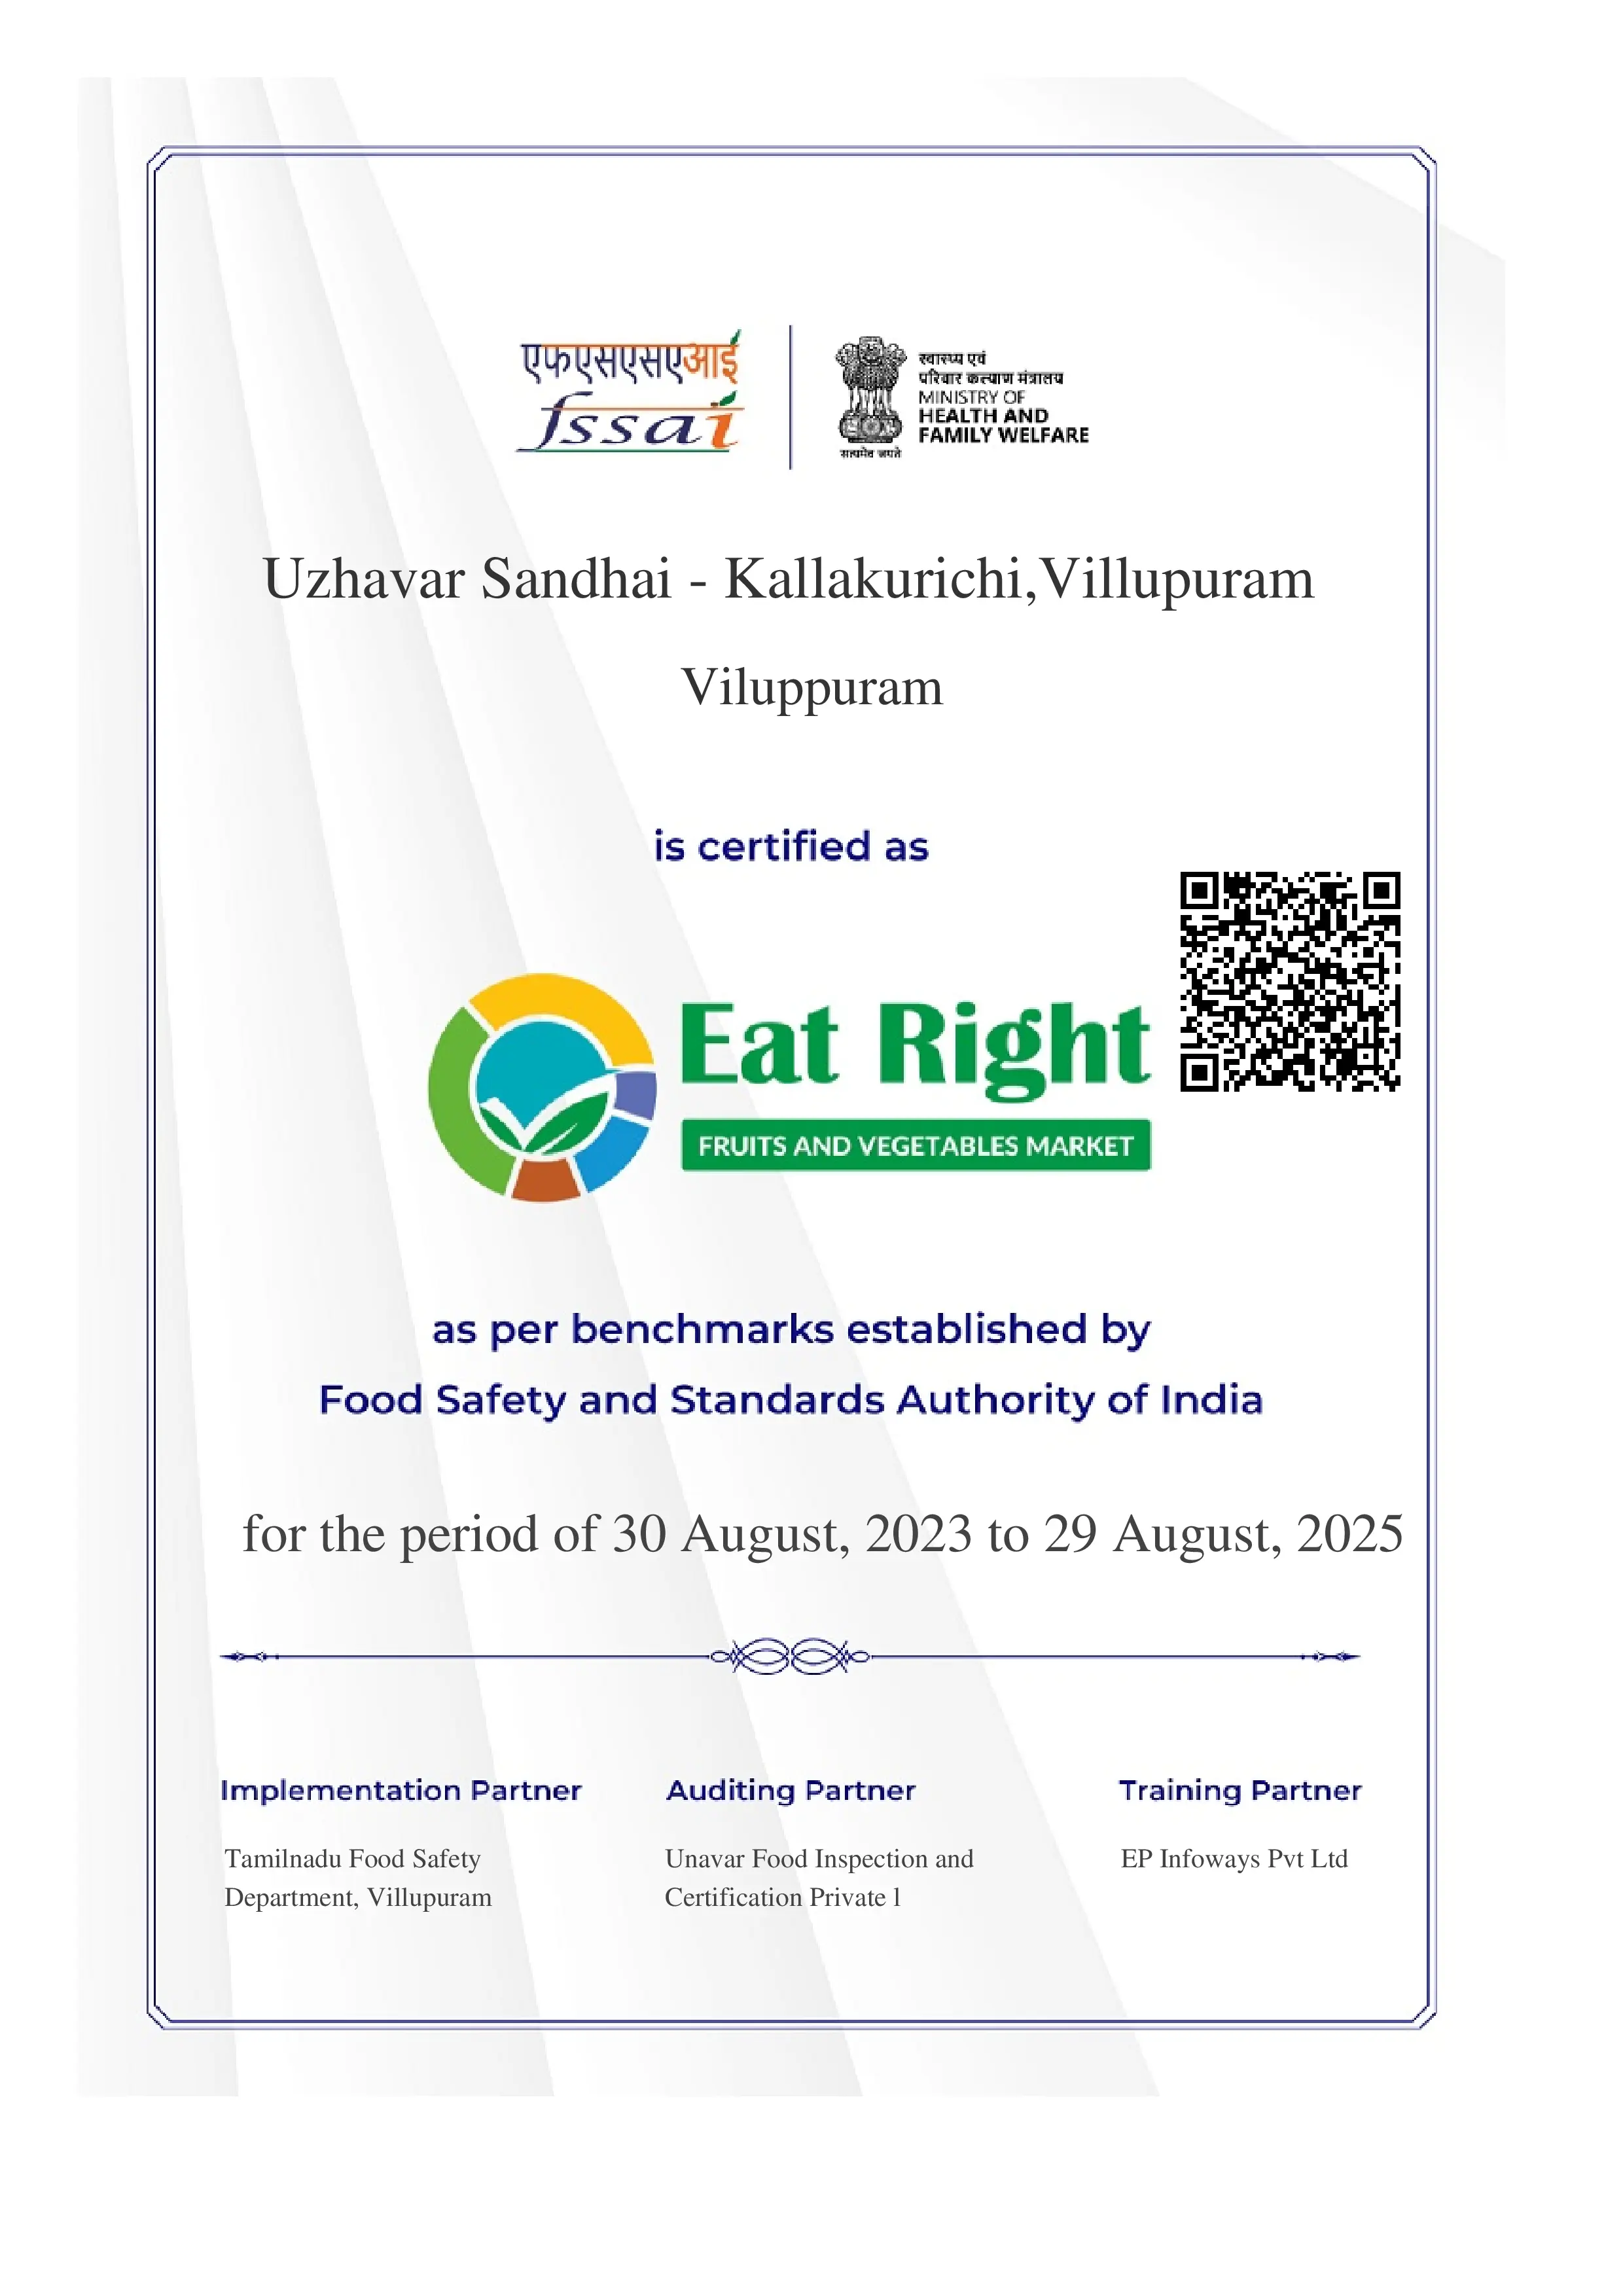 एफएसएसएआई
fssai
स्वास्थ्य एवं
परिवार कल्याण मंत्रालय
MINISTRY OF
HEALTH AND
FAMILY WELFARE
सत्यमेव जयते
Uzhavar Sandhai - Kallakurichi,Villupuram
Viluppuram
is certified as
Eat Right
FRUITS AND VEGETABLES MARKET
as per benchmarks established by
Food Safety and Standards Authority of India
for the period of 30 August, 2023 to 29 August, 2025
Implementation Partner
Tamilnadu Food Safety
Department, Villupuram
Auditing Partner
Unavar Food Inspection and
Certification Private l
Training Partner
EP Infoways Pvt Ltd